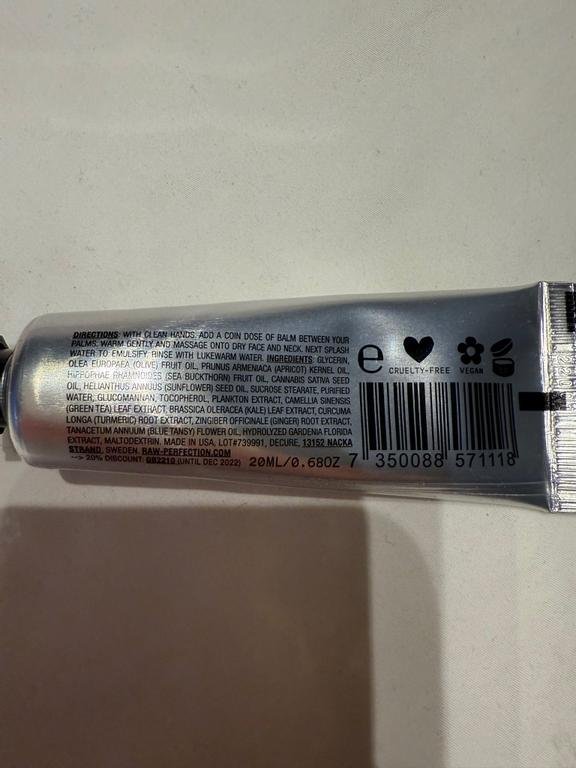 DIRECTIONS: WITH CLEAN HANDS, ADD A COIN DOSE OF BALM BETWEEN YOUR
PALMS. WARM GENTLY AND MASSAGE ONTO DRY FACE AND NECK. NEXT SPLASH
WATER TO EMULSIFY. RINSE WITH LUKEWARM WATER. INGREDIENTS: GLYCERIN,
OLEA EUROPAEA (OLIVE) FRUIT OIL, PRUNUS ARMENIACA (APRICOT) KERNEL OIL,
HIPPOPHAE RHAMNOIDES (SEA BUCKTHORN) FRUIT OIL, CANNABIS SATIVA SEED
OIL, HELIANTHUS ANNUUS (SUNFLOWER) SEED OIL, SUCROSE STEARATE, PURIFIED
WATER, GLUCOMANNAN, TOCOPHEROL, PLANKTON EXTRACT, CAMELLIA SINENSIS
(GREEN TEA) LEAF EXTRACT, BRASSICA OLERACEA (KALE) LEAF EXTRACT, CURCUMA
LONGA (TURMERIC) ROOT EXTRACT, ZINGIBER OFFICINALE (GINGER) ROOT EXTRACT,
TANACETUM ANNUUM (BLUE TANSY) FLOWER OIL, HYDROLYZED GARDENIA FLORIDA
EXTRACT, MALTODEXTRIN. MADE IN USA. LOT#739991, DECURE, 13152 NACKA
STRAND, SWEDEN. RAW-PERFECTION.COM
--> 20% DISCOUNT: GB2210 (UNTIL DEC 2022)
20ML/0.68OZ
e
CRUELTY-FREE
VEGAN
7 350088 571118